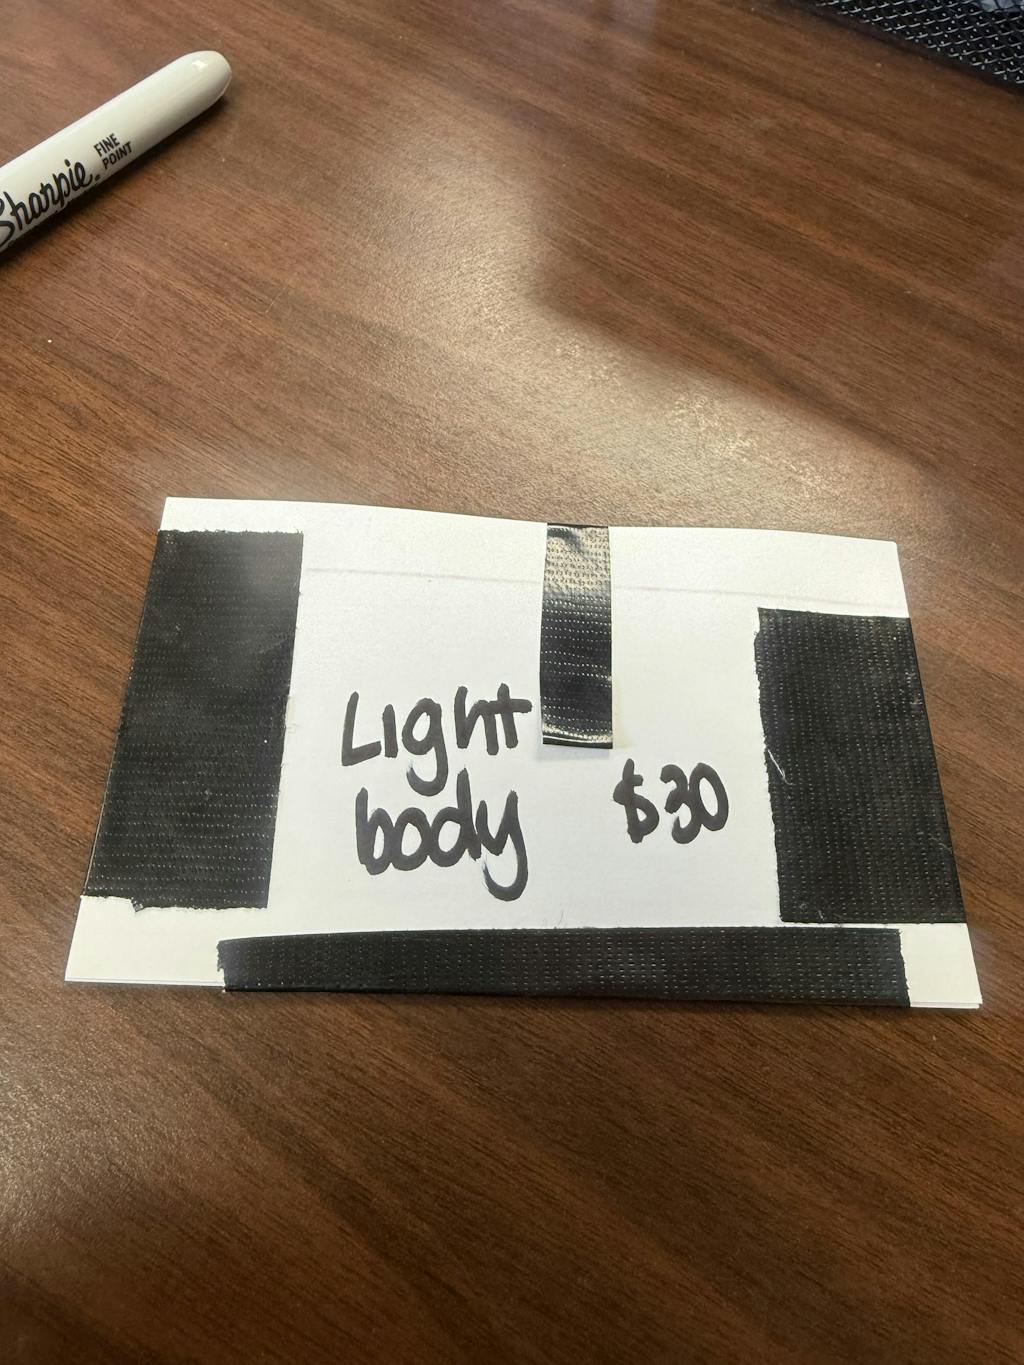 Sharpie.
FINE
POINT
Light
body
$30